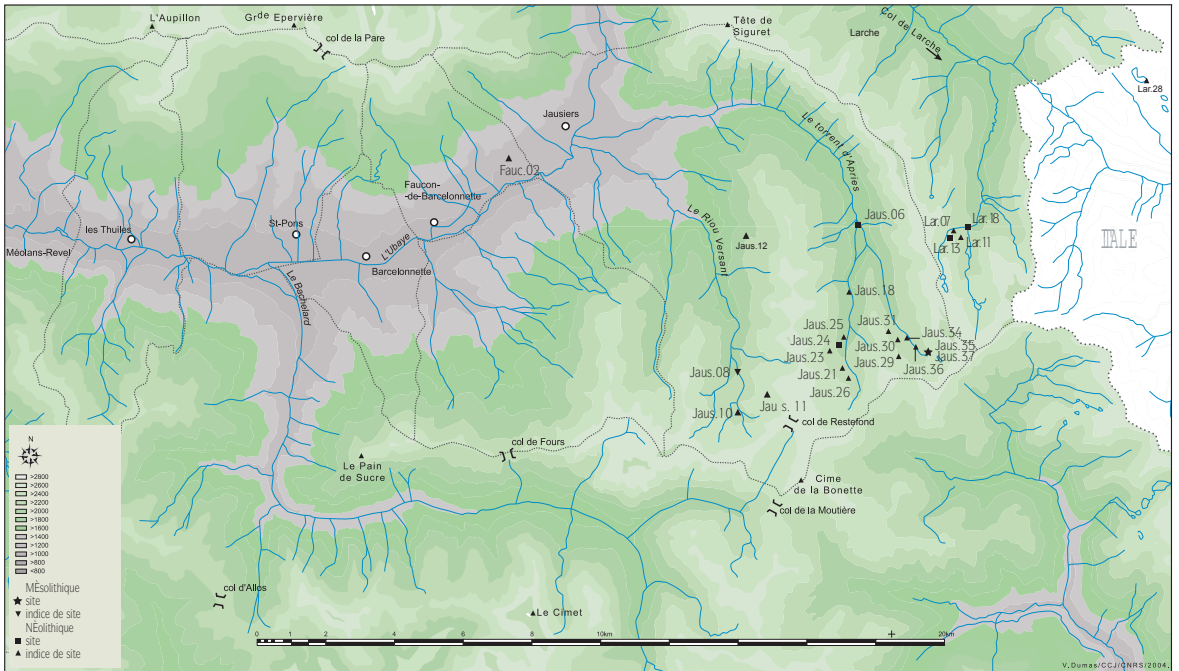 L'Aupillon
Grde Epervière
col de la Pare
Tête de
Siguret
Larche
Col de Larche
Lar.28
Jausiers
Fauc.02
Faucon-
-de-Barcelonnette
Le torrent d'Apries
Jaus.06
Lar.07
Lar.18
Lar.13
Lar.11
ITALE
les Thuiles
St-Pons
L'Ubaye
Le Riou Versant
Jaus.12
Méolans-Revel
Barcelonnette
Le Bachelard
Jaus.18
Jaus.25
Jaus.24
Jaus.23
Jaus.31
Jaus.34
Jaus.30
Jaus.35
Jaus.37
Jaus.29
Jaus.36
Jaus.08
Jaus.21
Jaus.26
Jaus.10
Jau s. 11
col de Restefond
col de Fours
Le Pain
de Sucre
Cime
de la Bonette
col de la Moutière
N
>2800
>2600
>2400
>2200
>2000
>1800
>1600
>1400
>1200
>1000
>800
<800
MÈsolithique
site
indice de site
NÈolithique
site
indice de site
col d'Allos
Le Cimet
0 1 2 4 6 8 10km 20km
V.Dumas/CCJ/CNRS/2004.